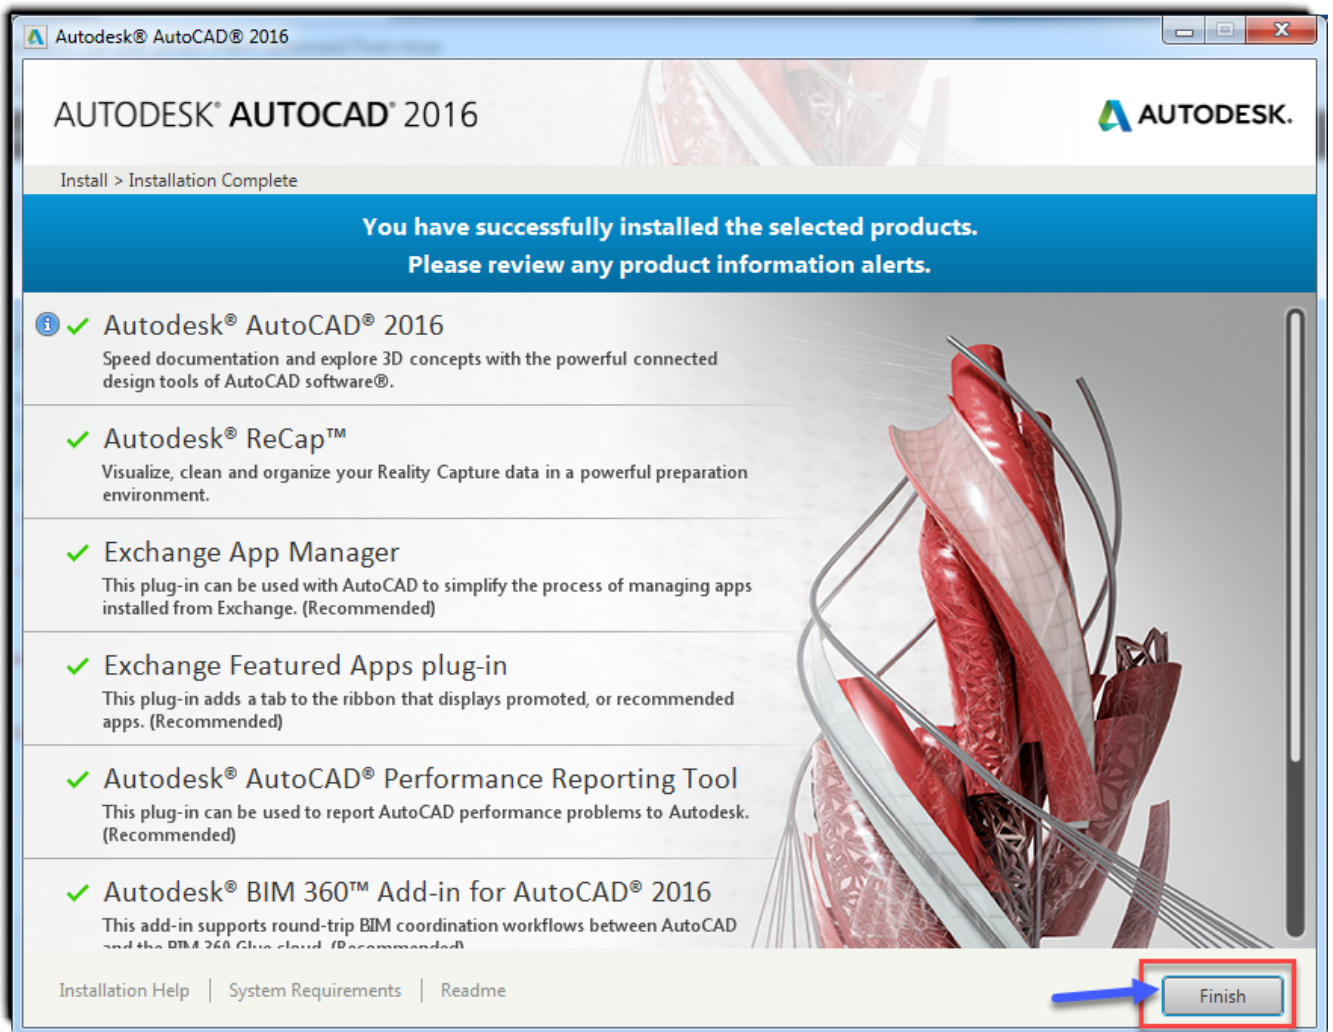 Autodesk® AutoCAD® 2016
AUTODESK® AUTOCAD® 2016
AUTODESK.
Install > Installation Complete
You have successfully installed the selected products.
Please review any product information alerts.
Autodesk® AutoCAD® 2016
Speed documentation and explore 3D concepts with the powerful connected
design tools of AutoCAD software®.
Autodesk® ReCap™
Visualize, clean and organize your Reality Capture data in a powerful preparation
environment.
Exchange App Manager
This plug-in can be used with AutoCAD to simplify the process of managing apps
installed from Exchange. (Recommended)
Exchange Featured Apps plug-in
This plug-in adds a tab to the ribbon that displays promoted, or recommended
apps. (Recommended)
Autodesk® AutoCAD® Performance Reporting Tool
This plug-in can be used to report AutoCAD performance problems to Autodesk.
(Recommended)
Autodesk® BIM 360™ Add-in for AutoCAD® 2016
This add-in supports round-trip BIM coordination workflows between AutoCAD
and the BIM 360 Glue cloud. (Recommended)
Installation Help | System Requirements | Readme
Finish